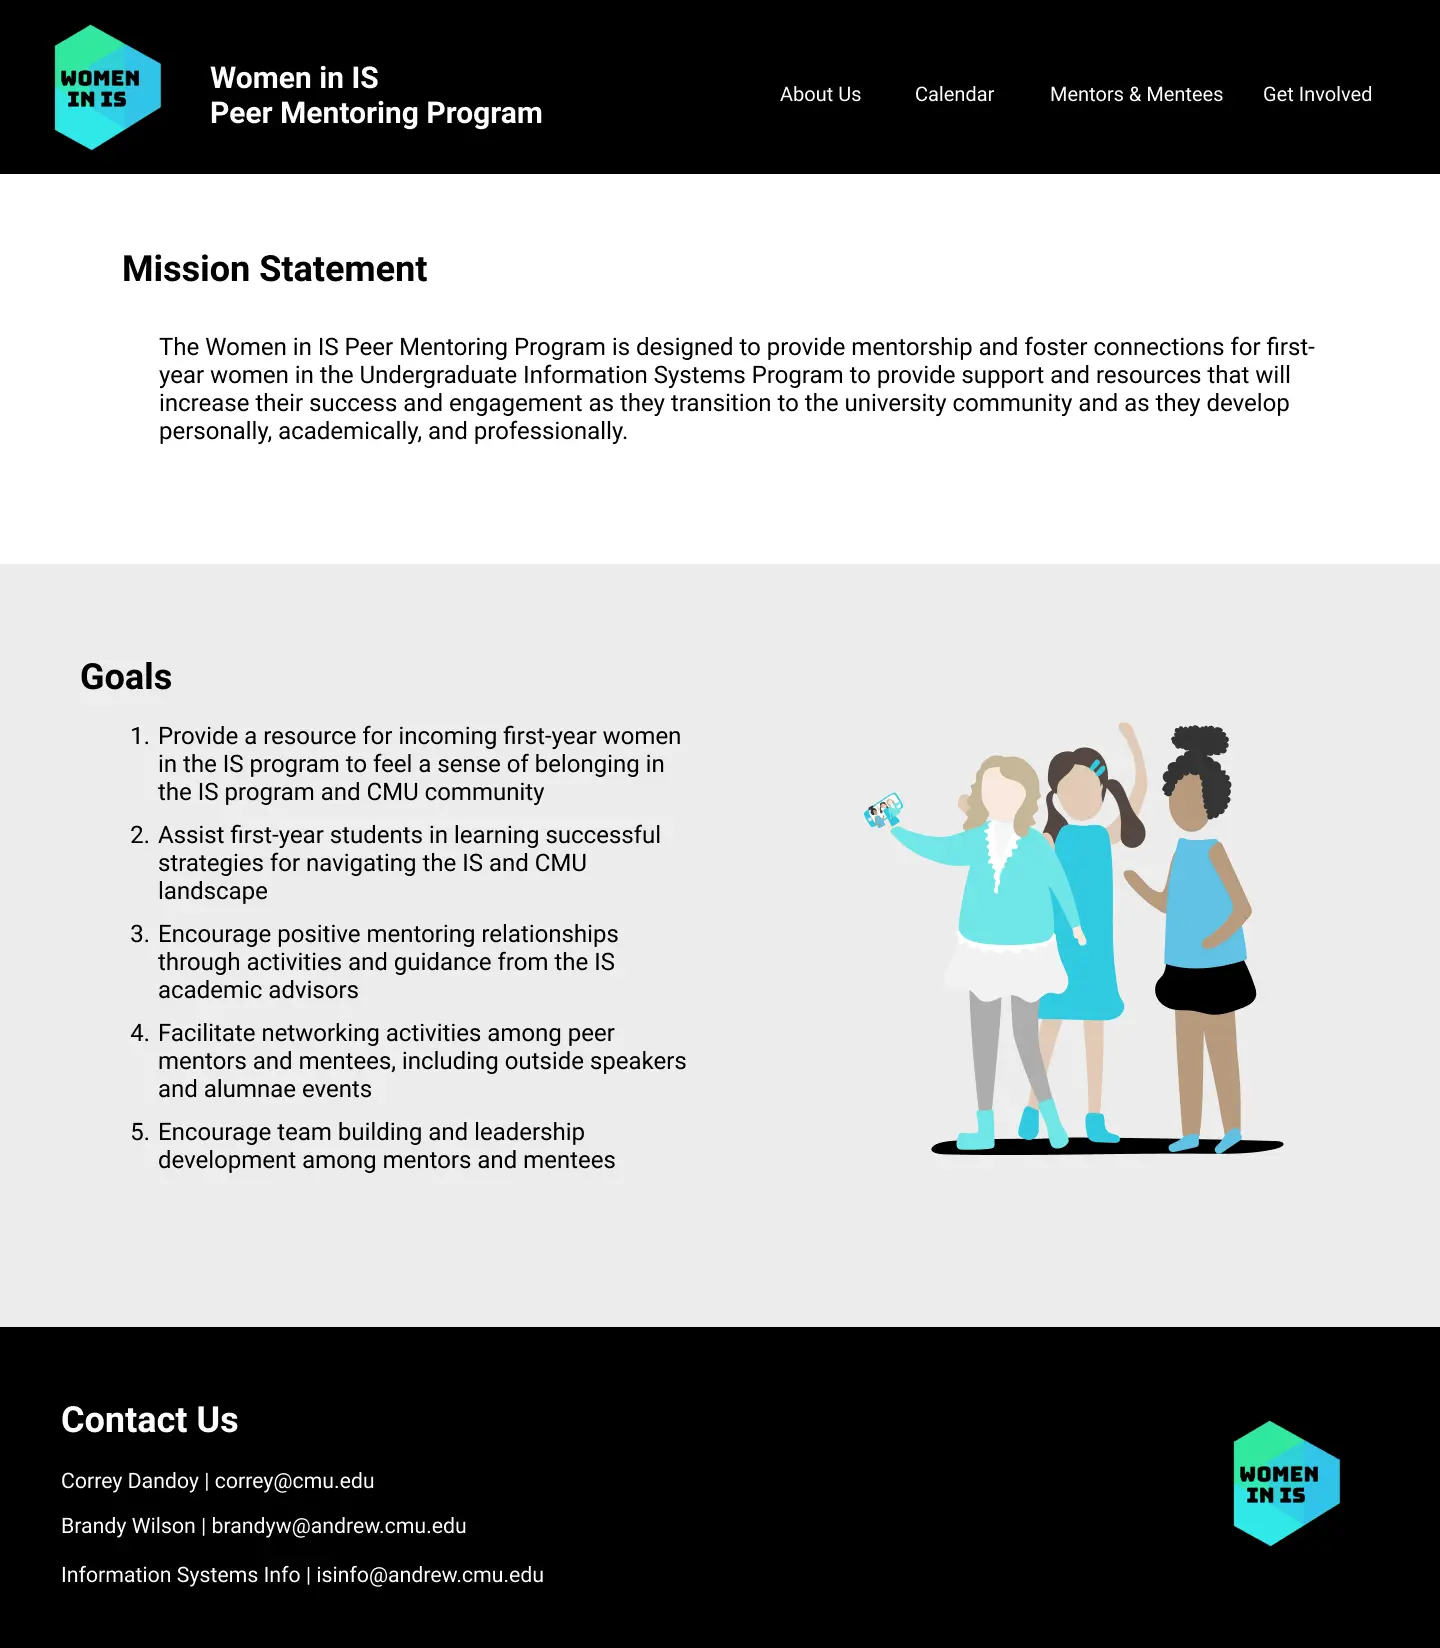 WOMEN
IN IS
Women in IS
Peer Mentoring Program
About Us
Calendar
Mentors & Mentees
Get Involved
Mission Statement
The Women in IS Peer Mentoring Program is designed to provide mentorship and foster connections for first-
year women in the Undergraduate Information Systems Program to provide support and resources that will
increase their success and engagement as they transition to the university community and as they develop
personally, academically, and professionally.
Goals
1. Provide a resource for incoming first-year women
in the IS program to feel a sense of belonging in
the IS program and CMU community
2. Assist first-year students in learning successful
strategies for navigating the IS and CMU
landscape
3. Encourage positive mentoring relationships
through activities and guidance from the IS
academic advisors
4. Facilitate networking activities among peer
mentors and mentees, including outside speakers
and alumnae events
5. Encourage team building and leadership
development among mentors and mentees
Contact Us
Correy Dandoy | correy@cmu.edu
Brandy Wilson | brandyw@andrew.cmu.edu
Information Systems Info | isinfo@andrew.cmu.edu
WOMEN
IN IS